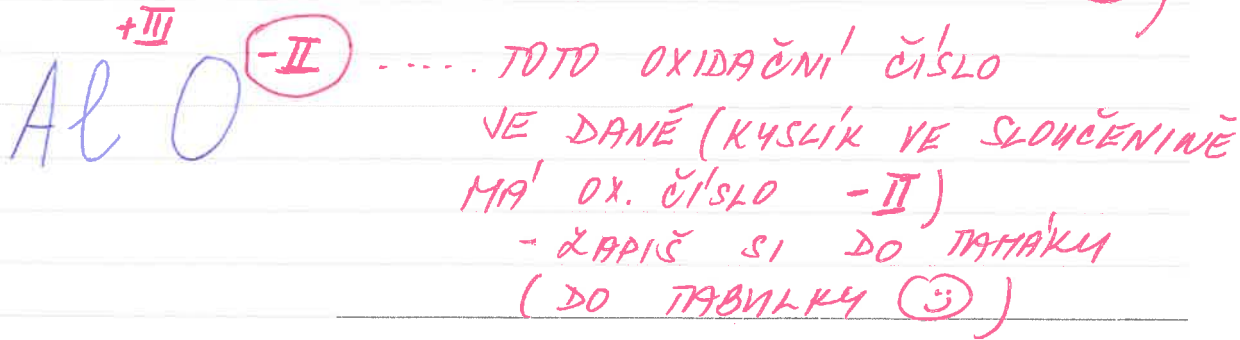 +III
Al O -II ..... TOTO OXIDAČNÍ ČÍSLO
JE DANÉ (KYSLÍK VE SLOUČENINĚ
MÁ OX. ČÍSLO -II)
- ZAPIŠ SI DO TAHÁKU
(DO TABULKY ☺)